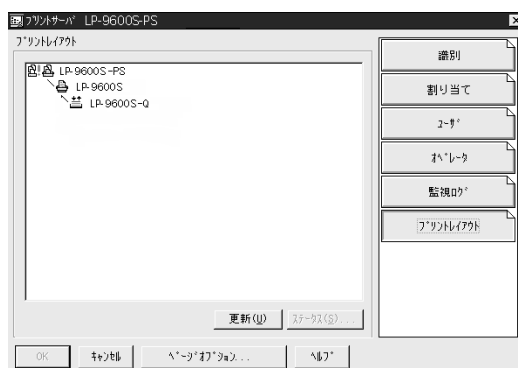 ﾌﾟﾘﾝﾄｻｰﾊﾞ LP-9600S-PS
ﾌﾟﾘﾝﾄﾚｲｱｳﾄ
LP-9600S-PS
LP-9600S
LP-9600S-Q
更新(U)
ｽﾃｰﾀｽ(S)...
識別
割り当て
ﾕｰｻﾞ
ｵﾍﾟﾚｰﾀ
監視ﾛｸﾞ
ﾌﾟﾘﾝﾄﾚｲｱｳﾄ
OK
ｷｬﾝｾﾙ
ﾍﾟｰｼﾞｵﾌﾟｼｮﾝ...
ﾍﾙﾌﾟ